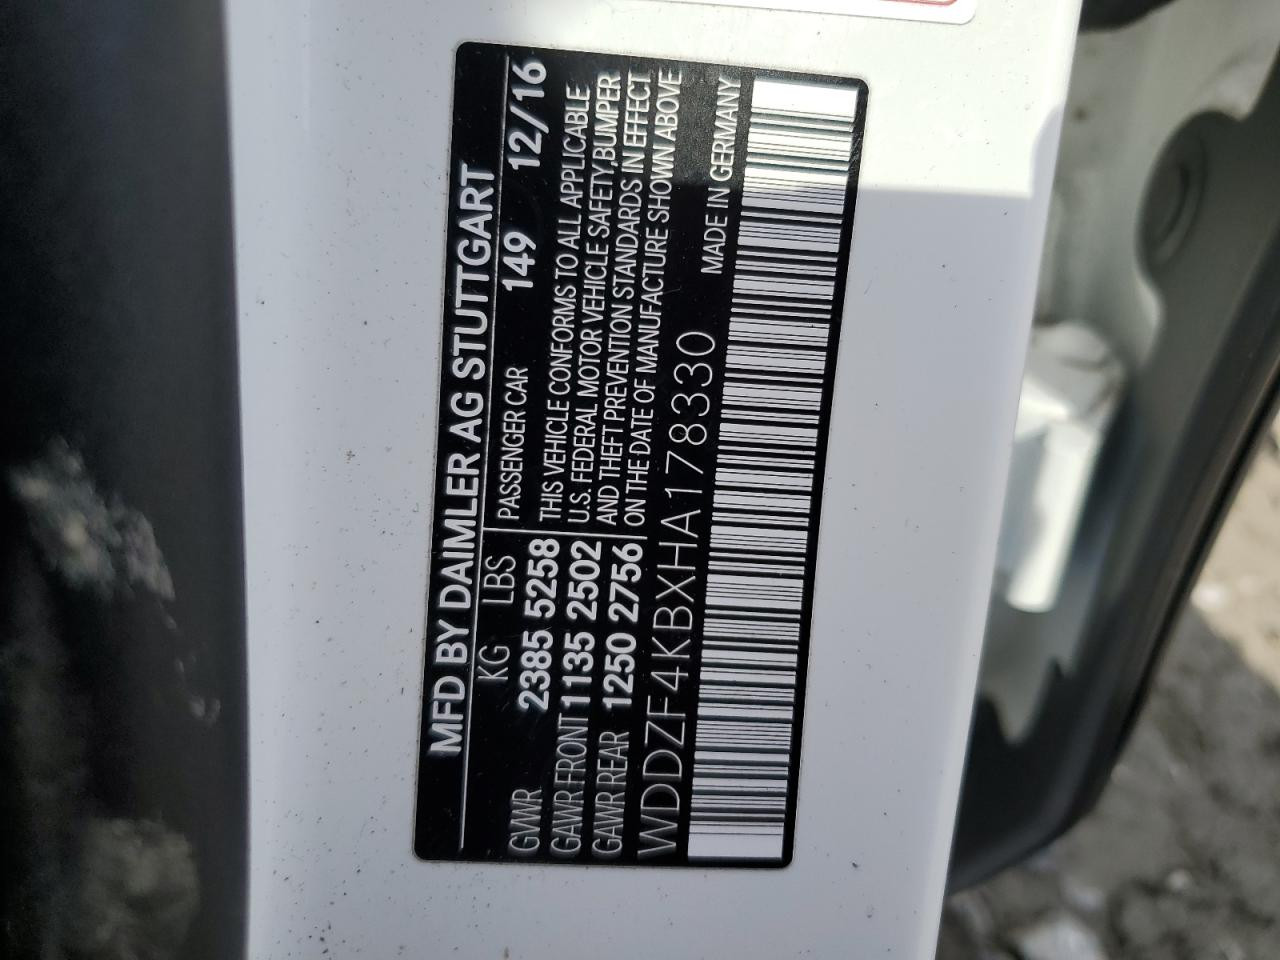 MFD BY DAIMLER AG STUTTGART
KG LBS PASSENGER CAR 149 12/16
GVWR 2385 5258 THIS VEHICLE CONFORMS TO ALL APPLICABLE
GAWR FRONT 1135 2502 U.S. FEDERAL MOTOR VEHICLE SAFETY,BUMPER
GAWR REAR 1250 2756 AND THEFT PREVENTION STANDARDS IN EFFECT
ON THE DATE OF MANUFACTURE SHOWN ABOVE
WDDZF4KBXHA178330 MADE IN GERMANY